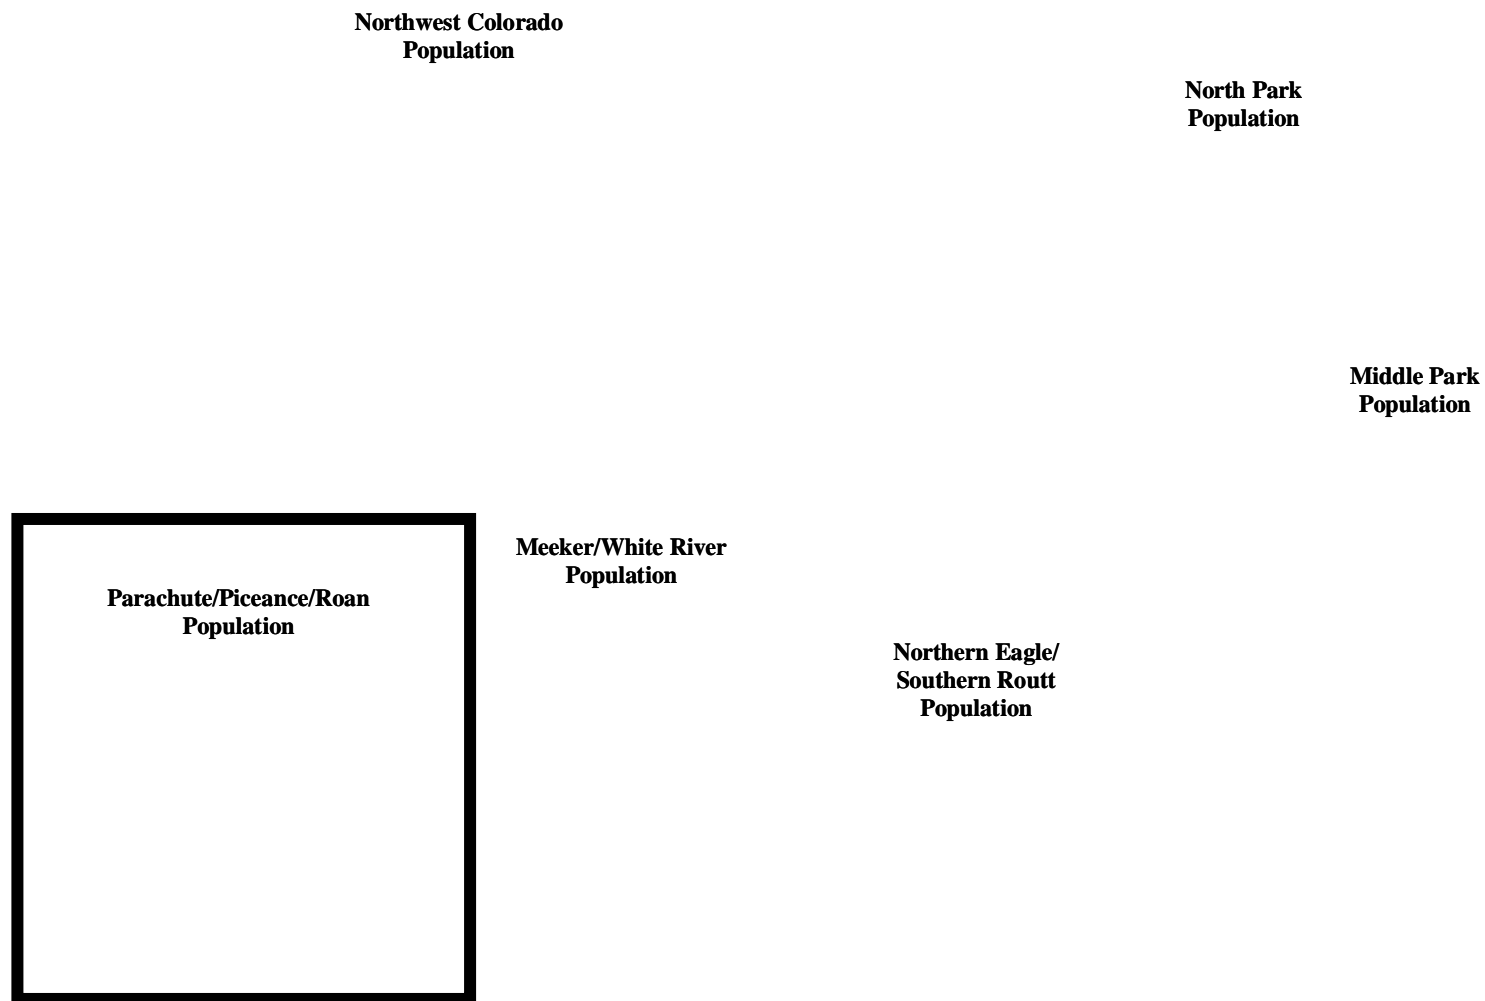 Northwest Colorado
Population
North Park
Population
Middle Park
Population
Meeker/White River
Population
Parachute/Piceance/Roan
Population
Northern Eagle/
Southern Routt
Population